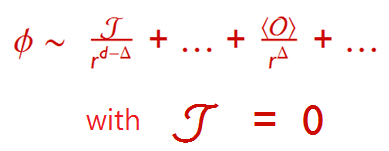 ϕ ∼ 𝒥/r^{d−Δ} + … + ⟨𝒪⟩/r^Δ + …
with 𝒥 = 0